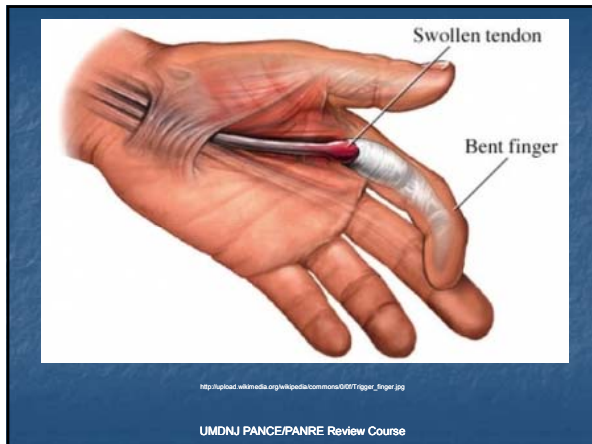 Swollen tendon
Bent finger
http://upload.wikimedia.org/wikipedia/commons/0/0f/Trigger_finger.jpg
UMDNJ PANCE/PANRE Review Course